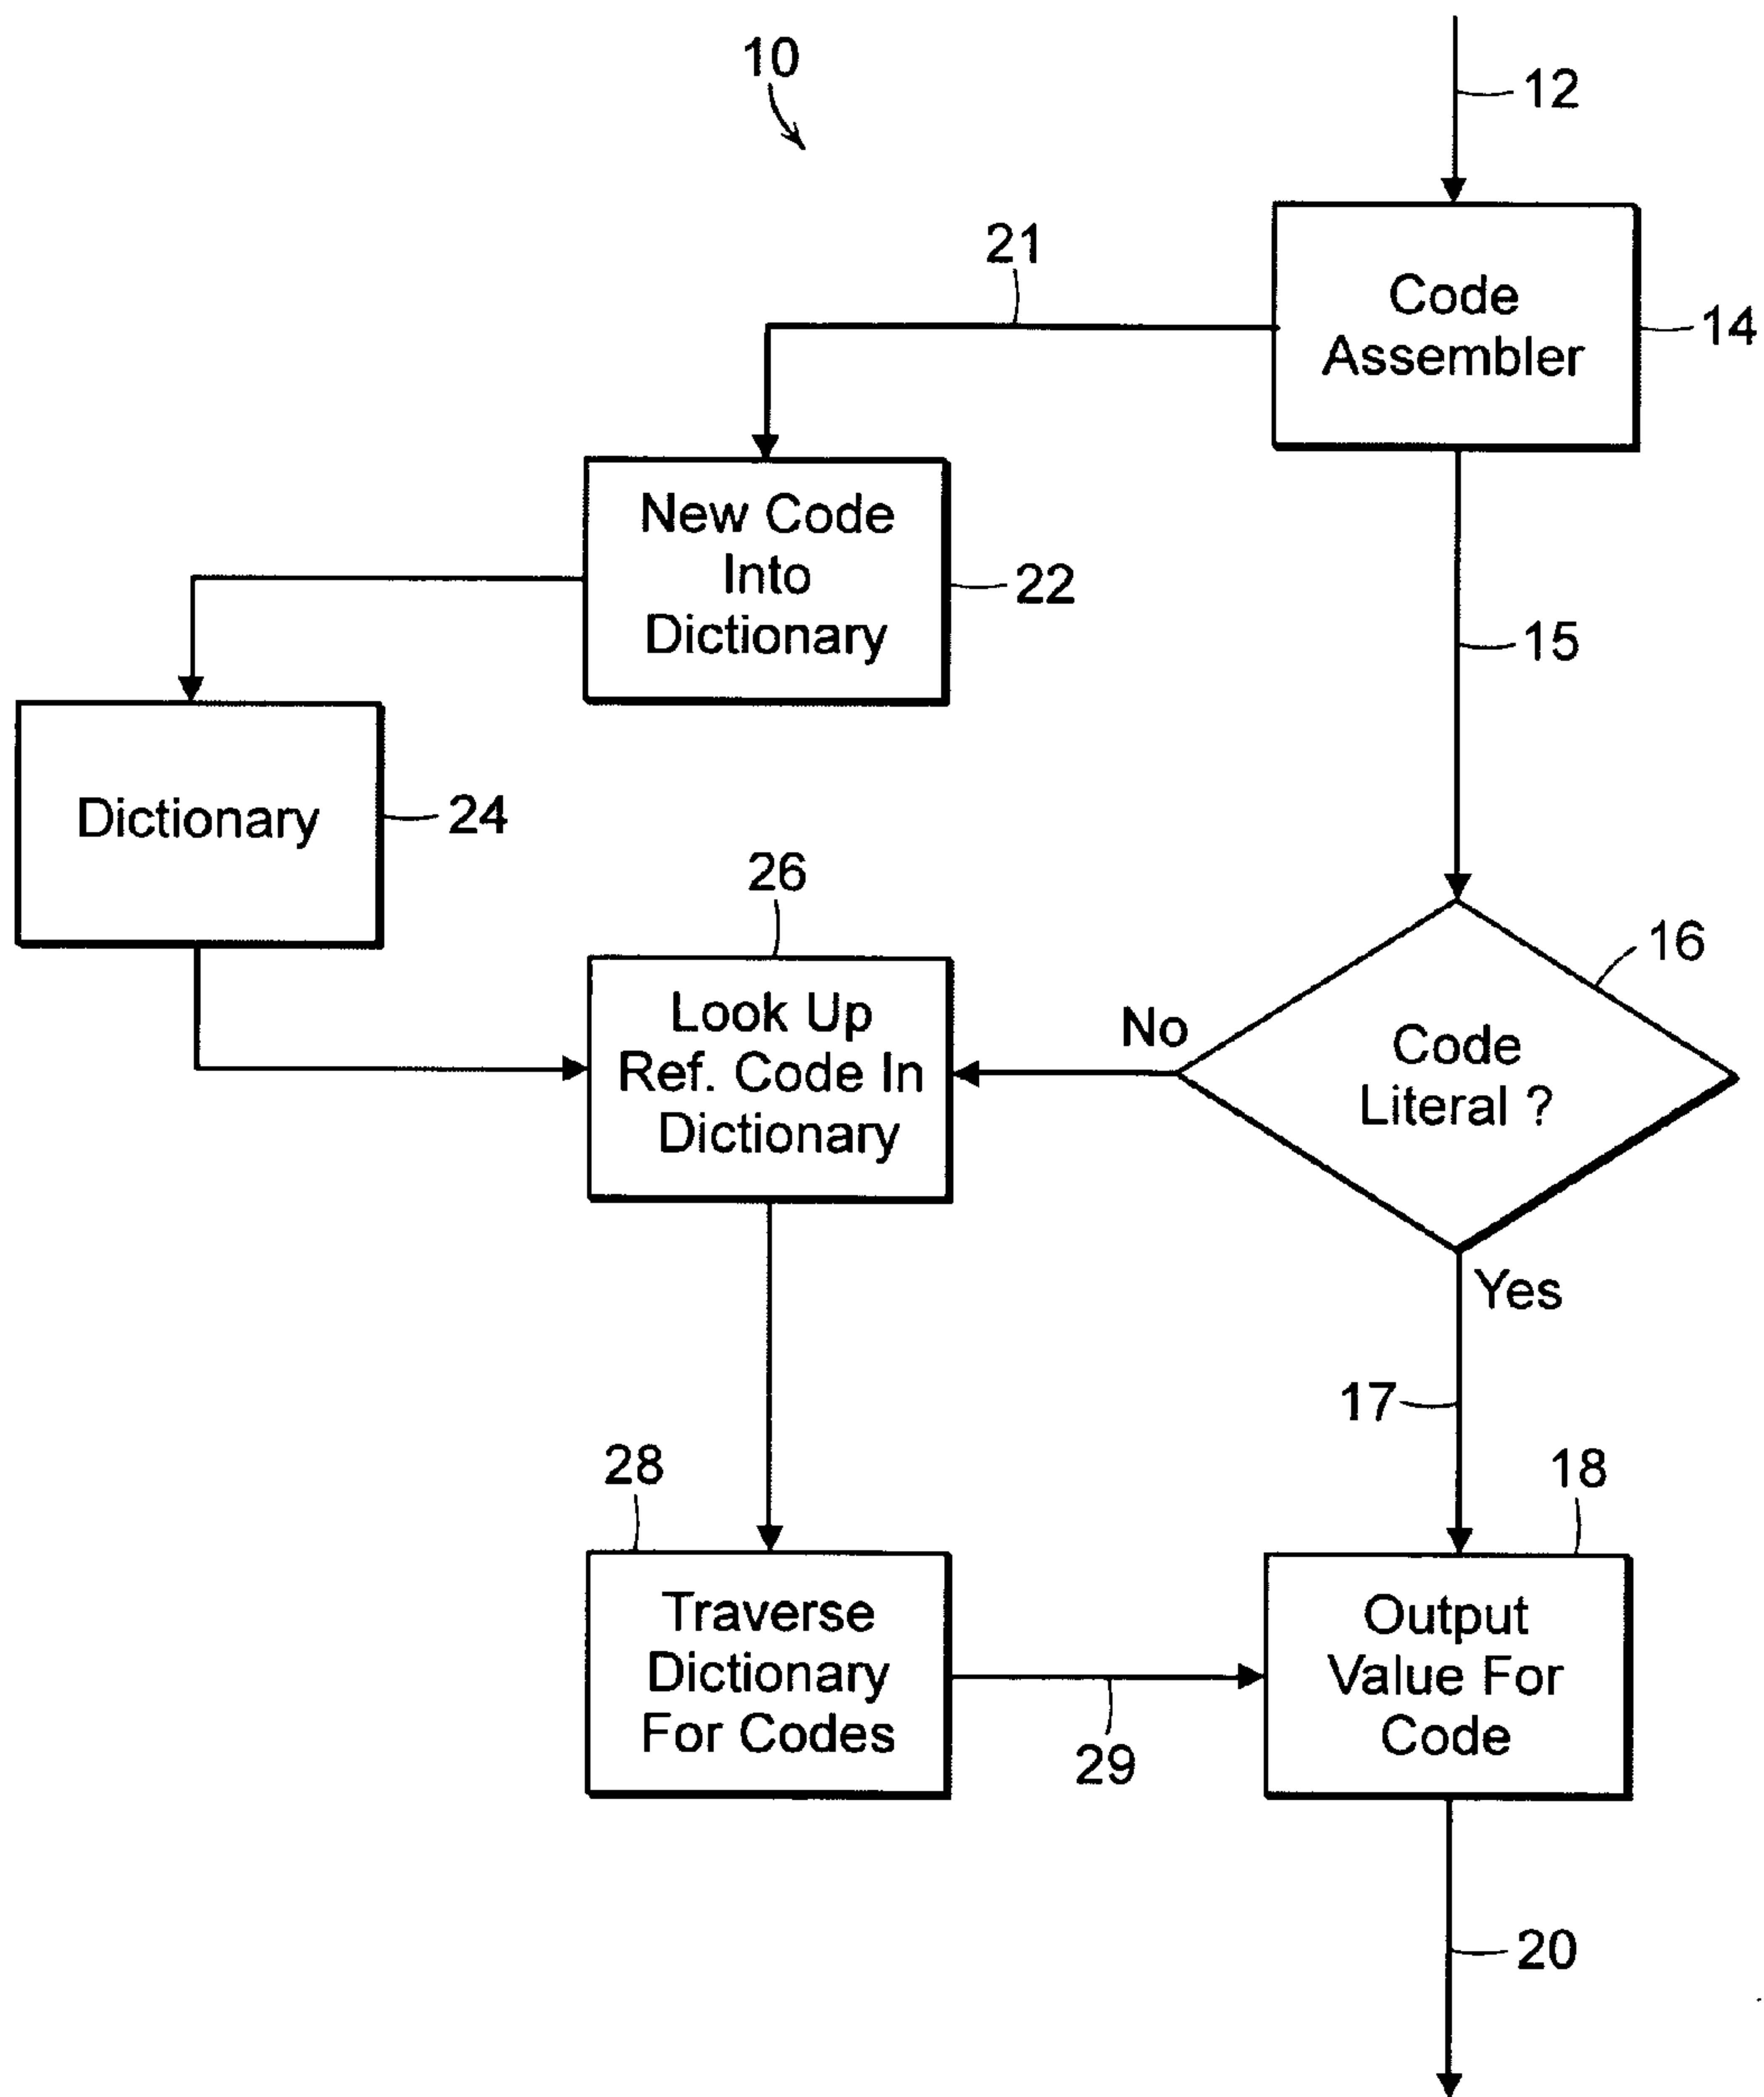 10
12
21
Code
Assembler
14
New Code
Into
Dictionary
22
15
Dictionary
24
26
Look Up
Ref. Code In
Dictionary
No
16
Code
Literal ?
Yes
17
28
18
Traverse
Dictionary
For Codes
29
Output
Value For
Code
20